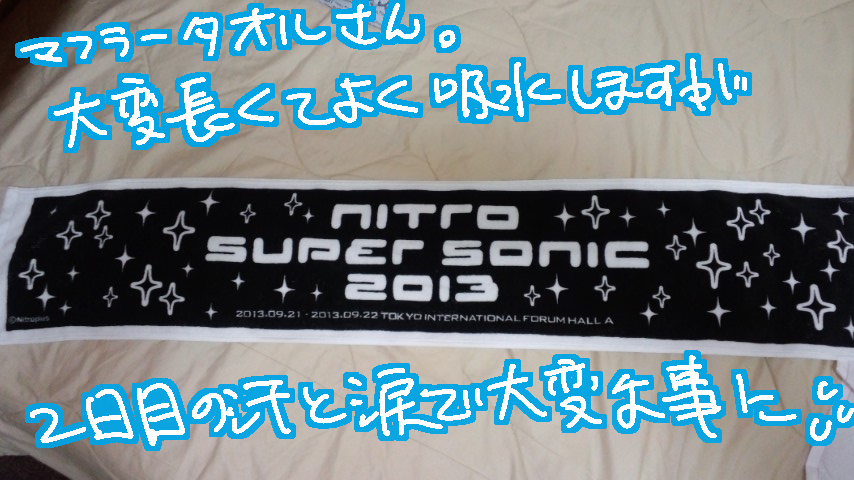 マフラータオルさん。
大変長くてよく吸水しますが
NITRO
SUPER SONIC
2013
2013.09.21 - 2013.09.22 TOKYO INTERNATIONAL FORUM HALL A
©Nitroplus
2日目の汗と涙で大変な事に